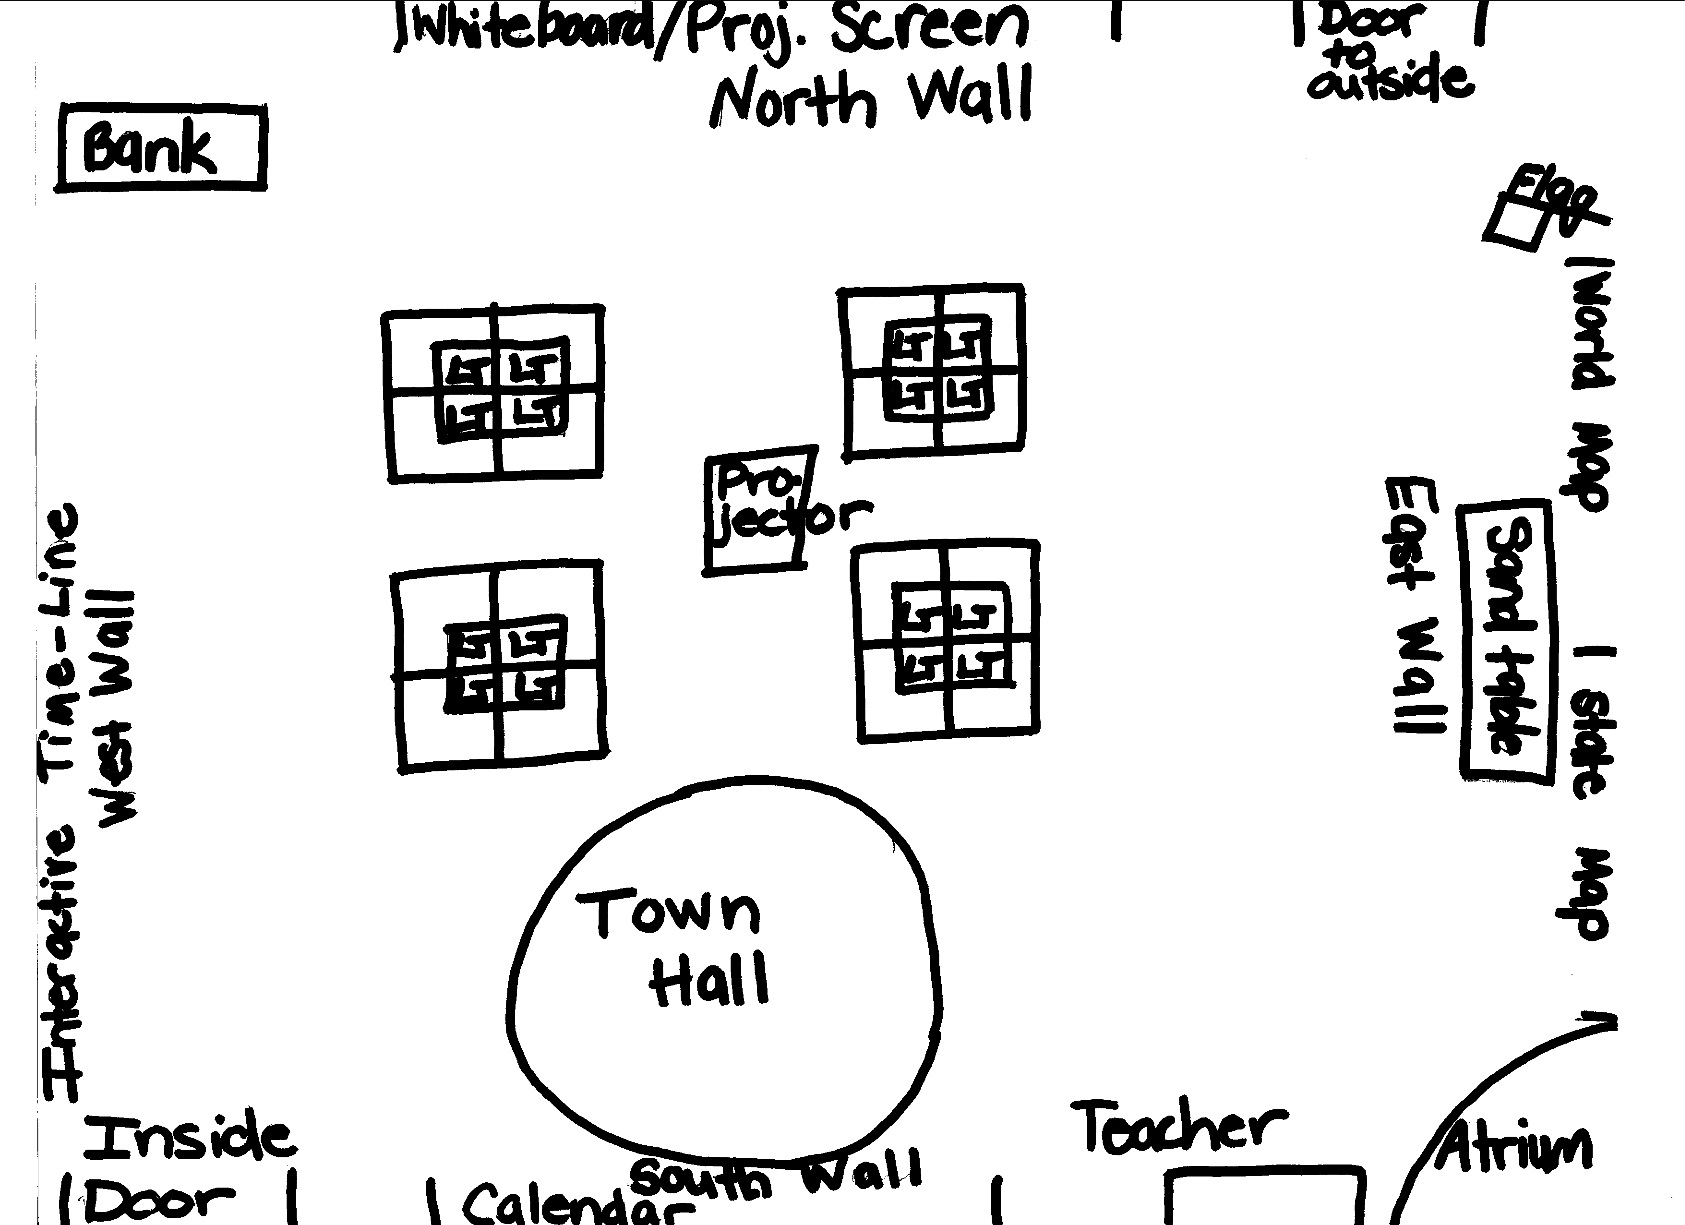 Whiteboard/Proj. Screen
Door
to
outside
North Wall
Bank
Flag
World Map
LT LT
LT LT
LT LT
LT LT
Pro-
jector
East Wall
Sand table
State Map
Interactive Time-Line
West Wall
LT LT
LT LT
LT LT
LT LT
Town
Hall
Inside
Door
Calendar
South Wall
Teacher
Atrium